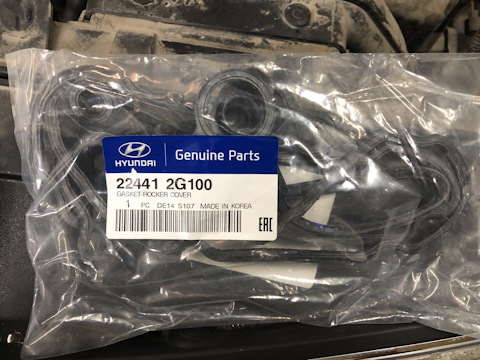 HYUNDAI
Genuine Parts
22441 2G100
GASKET-ROCKER COVER
1 PC DE14 S107 MADE IN KOREA
EAC